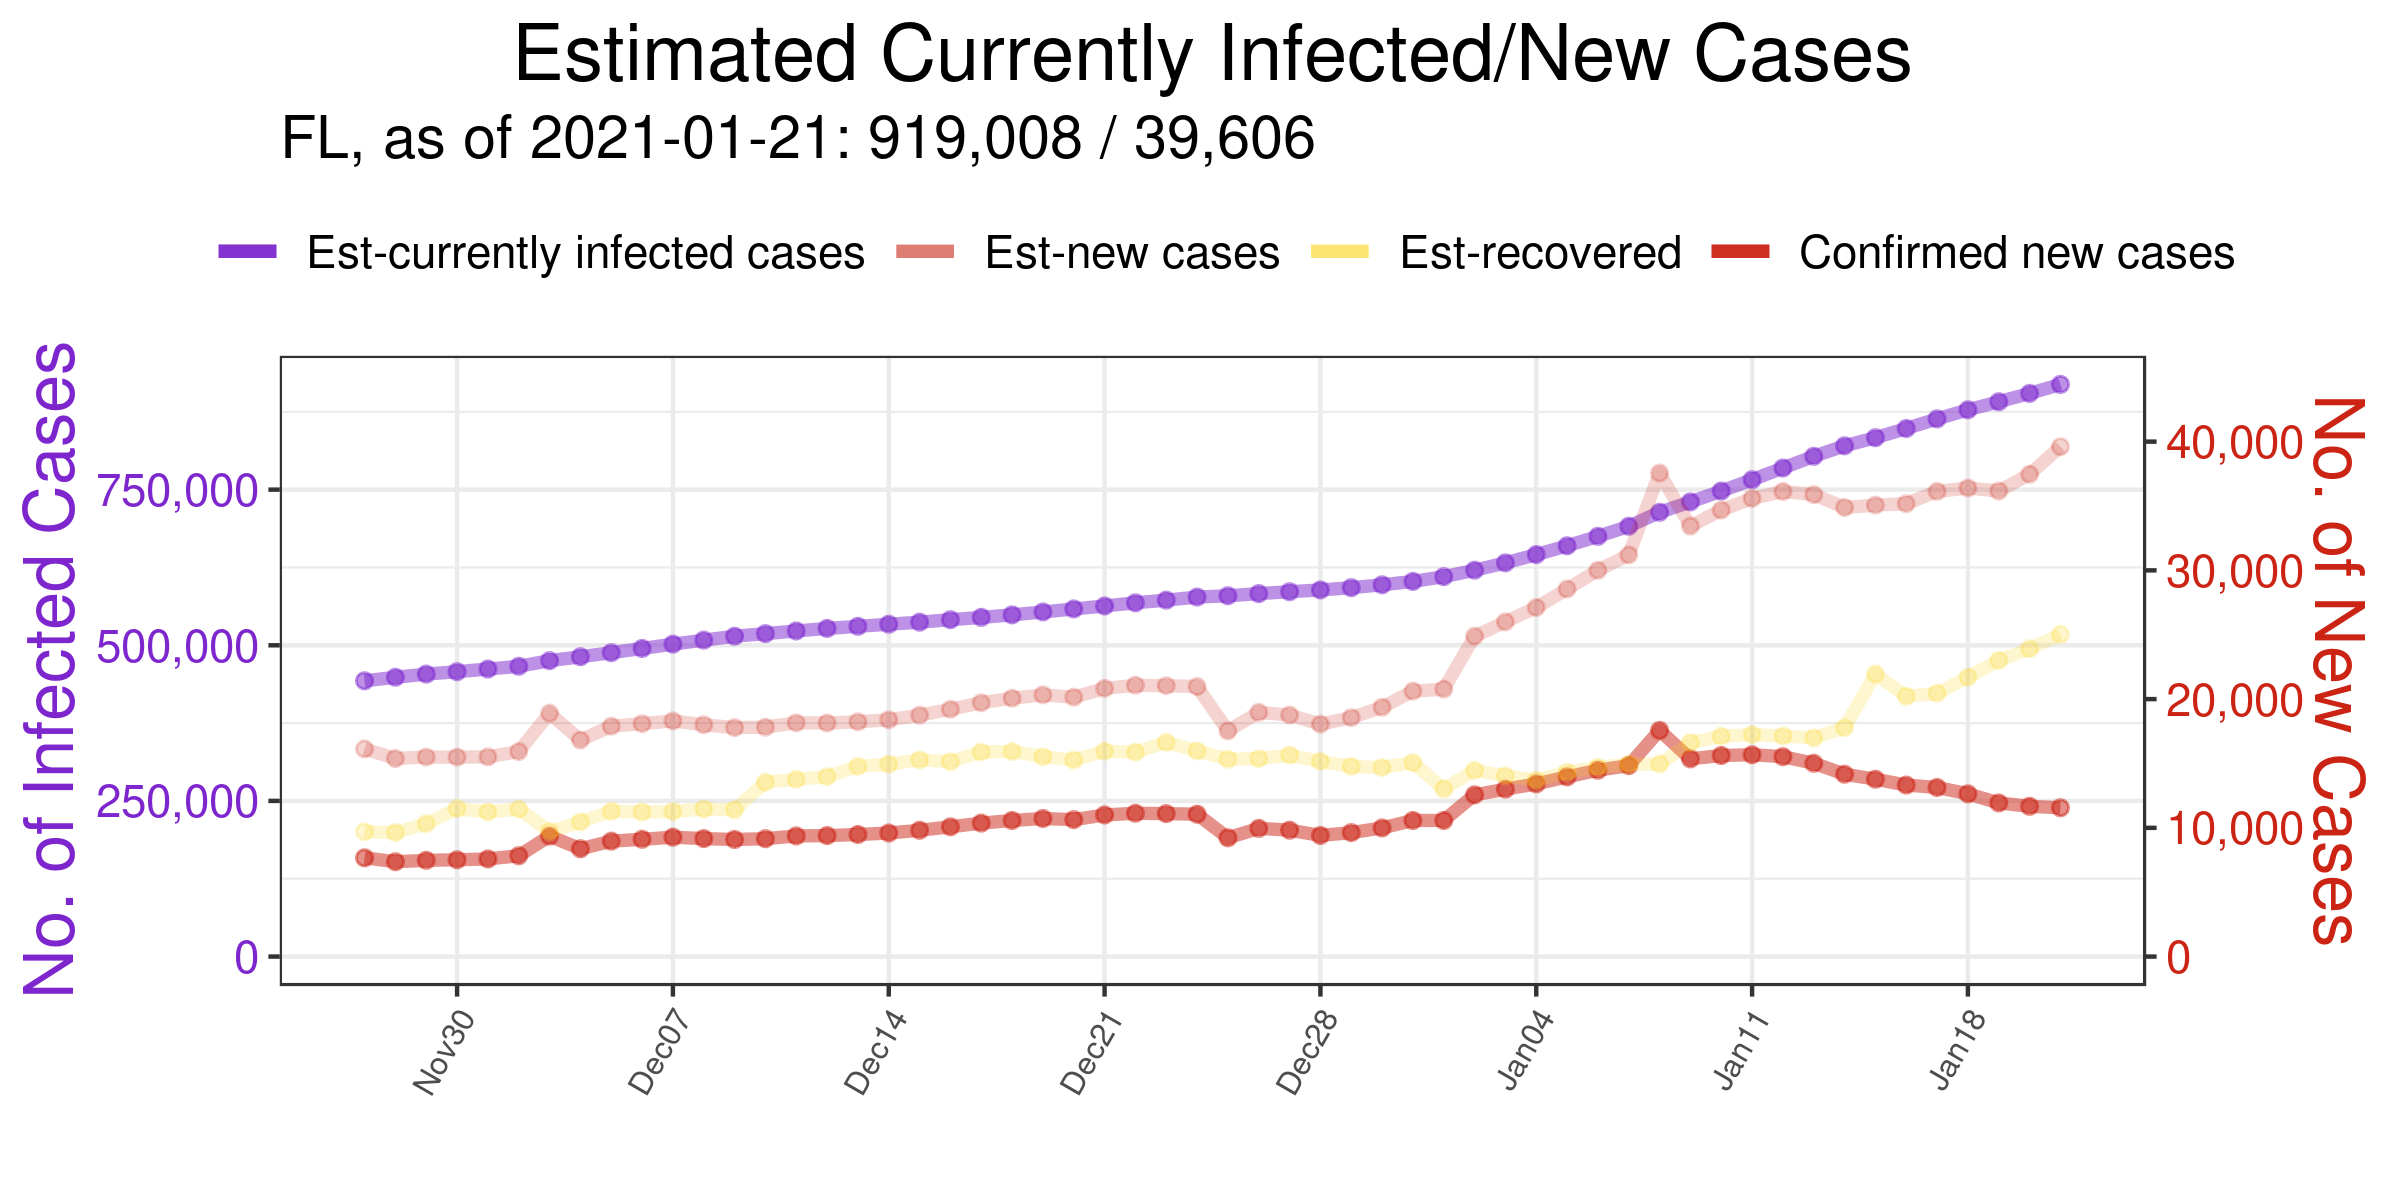 Estimated Currently Infected/New Cases
FL, as of 2021-01-21: 919,008 / 39,606
Est-currently infected cases
Est-new cases
Est-recovered
Confirmed new cases
No. of Infected Cases
750,000
500,000
250,000
0
40,000
30,000
20,000
10,000
0
No. of New Cases
Nov30
Dec07
Dec14
Dec21
Dec28
Jan04
Jan11
Jan18